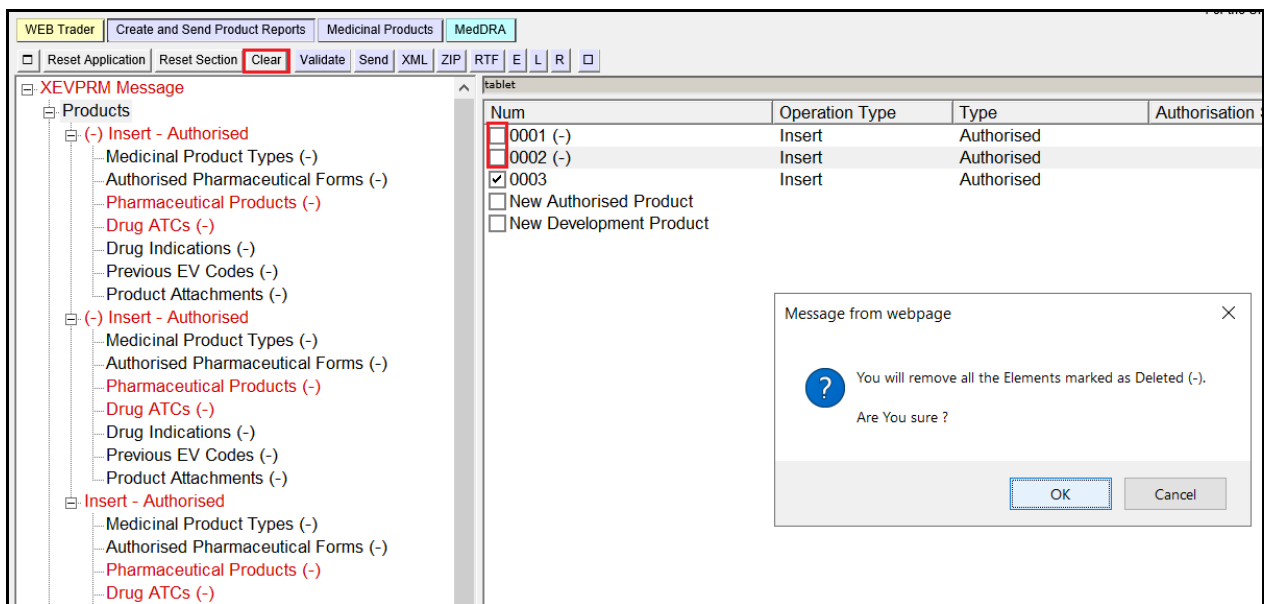 WEB Trader Create and Send Product Reports Medicinal Products MedDRA
Reset Application Reset Section Clear Validate Send XML ZIP RTF E L R
XEVPRM Message
Products
(-) Insert - Authorised
Medicinal Product Types (-)
Authorised Pharmaceutical Forms (-)
Pharmaceutical Products (-)
Drug ATCs (-)
Drug Indications (-)
Previous EV Codes (-)
Product Attachments (-)
(-) Insert - Authorised
Medicinal Product Types (-)
Authorised Pharmaceutical Forms (-)
Pharmaceutical Products (-)
Drug ATCs (-)
Drug Indications (-)
Previous EV Codes (-)
Product Attachments (-)
Insert - Authorised
Medicinal Product Types (-)
Authorised Pharmaceutical Forms (-)
Pharmaceutical Products (-)
Drug ATCs (-)
tablet
Num Operation Type Type Authorisation
0001 (-) Insert Authorised
0002 (-) Insert Authorised
0003 Insert Authorised
New Authorised Product
New Development Product
Message from webpage
You will remove all the Elements marked as Deleted (-).
Are You sure ?
OK Cancel